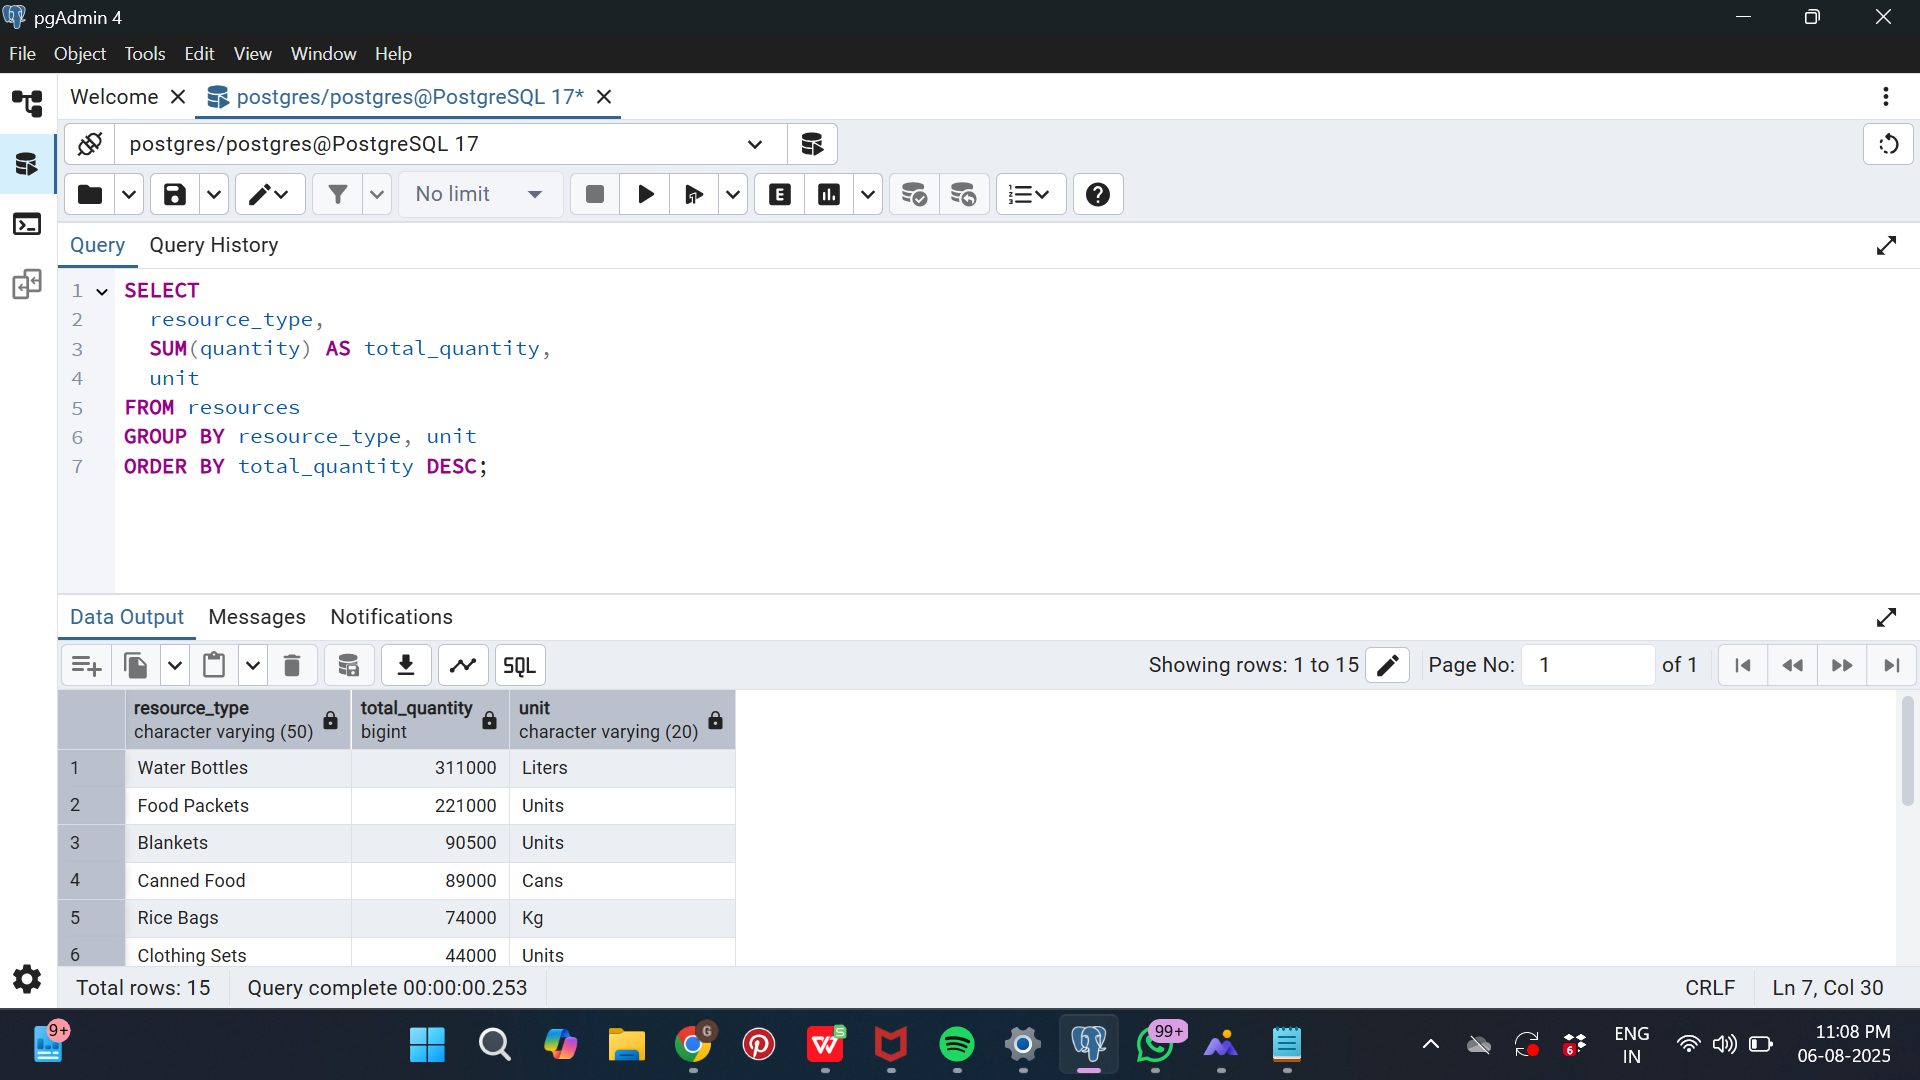 pgAdmin 4
File Object Tools Edit View Window Help
Welcome postgres/postgres@PostgreSQL 17*
postgres/postgres@PostgreSQL 17
No limit
E
Query Query History
1 SELECT
2 resource_type,
3 SUM(quantity) AS total_quantity,
4 unit
5 FROM resources
6 GROUP BY resource_type, unit
7 ORDER BY total_quantity DESC;
Data Output Messages Notifications
SQL Showing rows: 1 to 15 Page No: 1 of 1
resource_type total_quantity unit
character varying (50) bigint character varying (20)
1 Water Bottles 311000 Liters
2 Food Packets 221000 Units
3 Blankets 90500 Units
4 Canned Food 89000 Cans
5 Rice Bags 74000 Kg
6 Clothing Sets 44000 Units
Total rows: 15 Query complete 00:00:00.253 CRLF Ln 7, Col 30
9+ G W S 99+ 6 ENG 11:08 PM
IN 06-08-2025